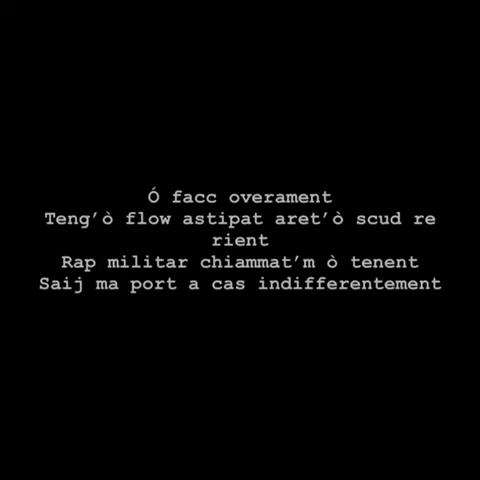 Ó facc overament
Teng’ò flow astipat aret’ò scud re
rient
Rap militar chiammat’m ò tenent
Saij ma port a cas indifferentement